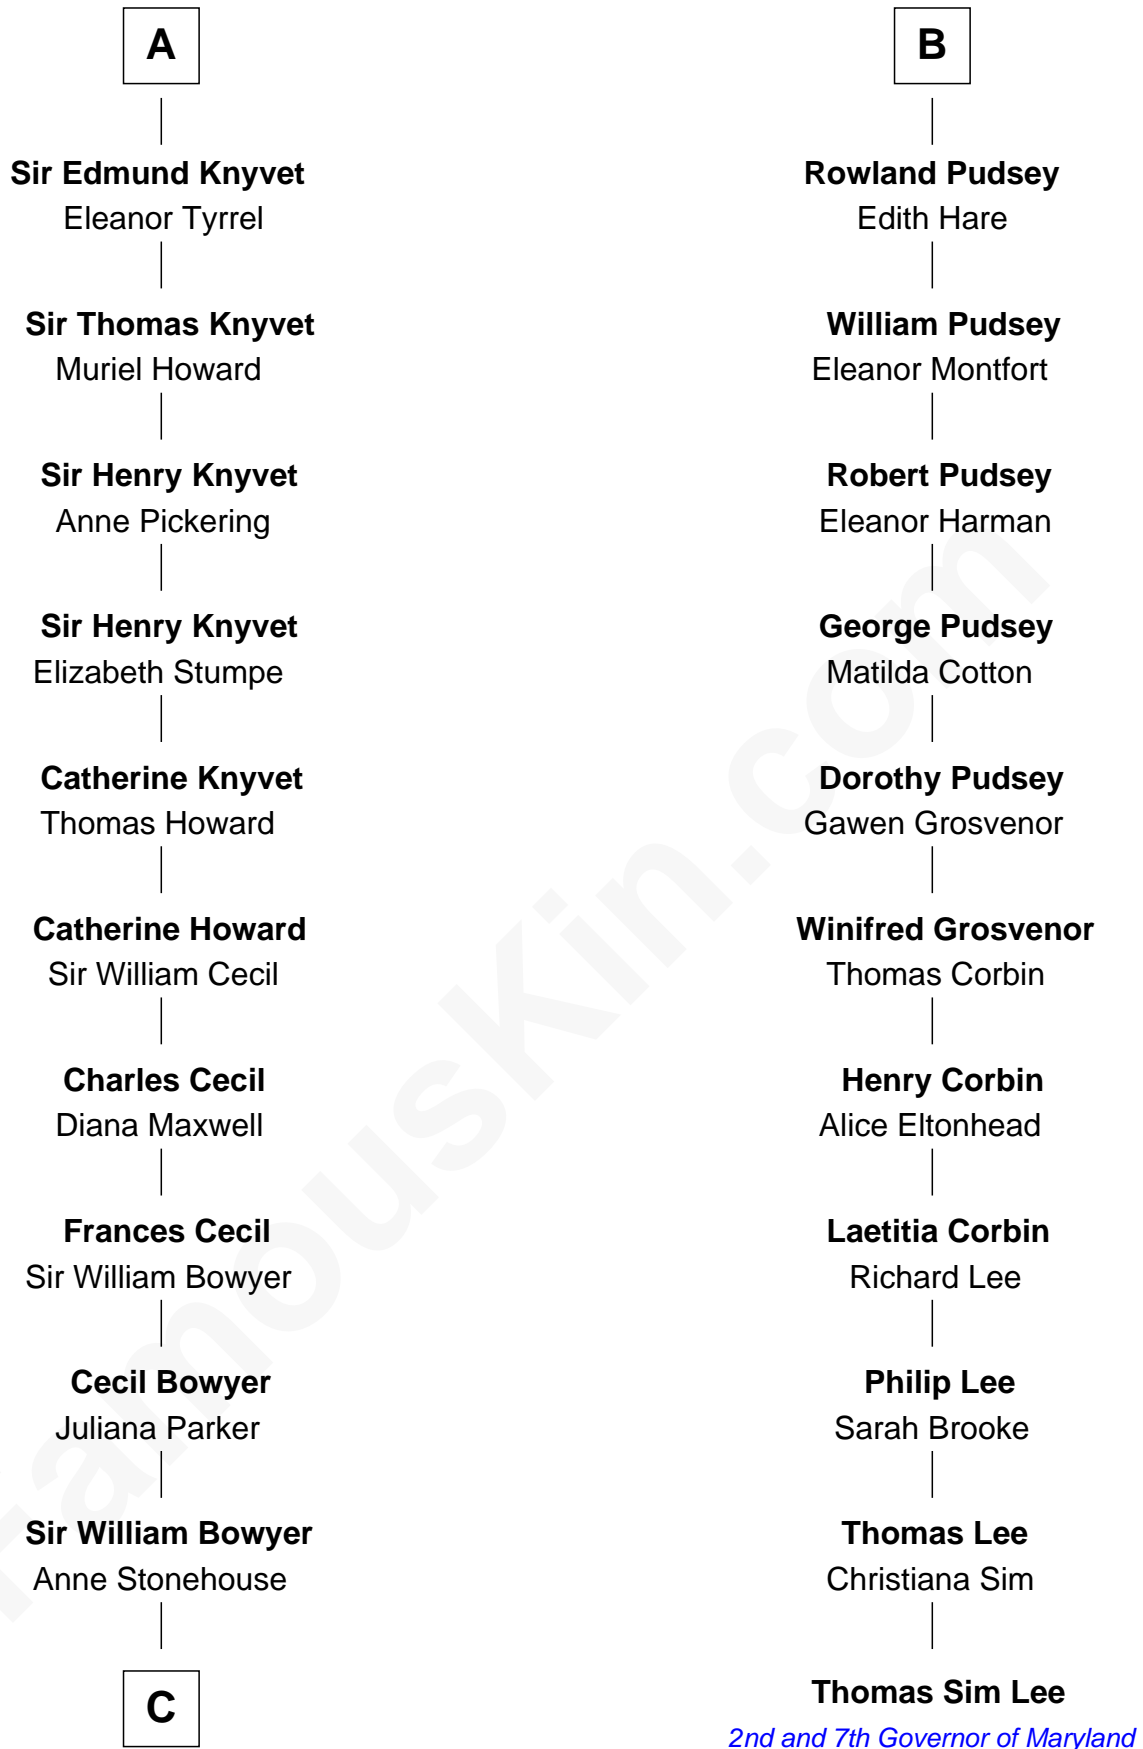 A
Sir Edmund Knyvet
Eleanor Tyrrel
Sir Thomas Knyvet
Muriel Howard
Sir Henry Knyvet
Anne Pickering
Sir Henry Knyvet
Elizabeth Stumpe
Catherine Knyvet
Thomas Howard
Catherine Howard
Sir William Cecil
Charles Cecil
Diana Maxwell
Frances Cecil
Sir William Bowyer
Cecil Bowyer
Juliana Parker
Sir William Bowyer
Anne Stonehouse
C
B
Rowland Pudsey
Edith Hare
William Pudsey
Eleanor Montfort
Robert Pudsey
Eleanor Harman
George Pudsey
Matilda Cotton
Dorothy Pudsey
Gawen Grosvenor
Winifred Grosvenor
Thomas Corbin
Henry Corbin
Alice Eltonhead
Laetitia Corbin
Richard Lee
Philip Lee
Sarah Brooke
Thomas Lee
Christiana Sim
Thomas Sim Lee
2nd and 7th Governor of Maryland
FamousKin.com